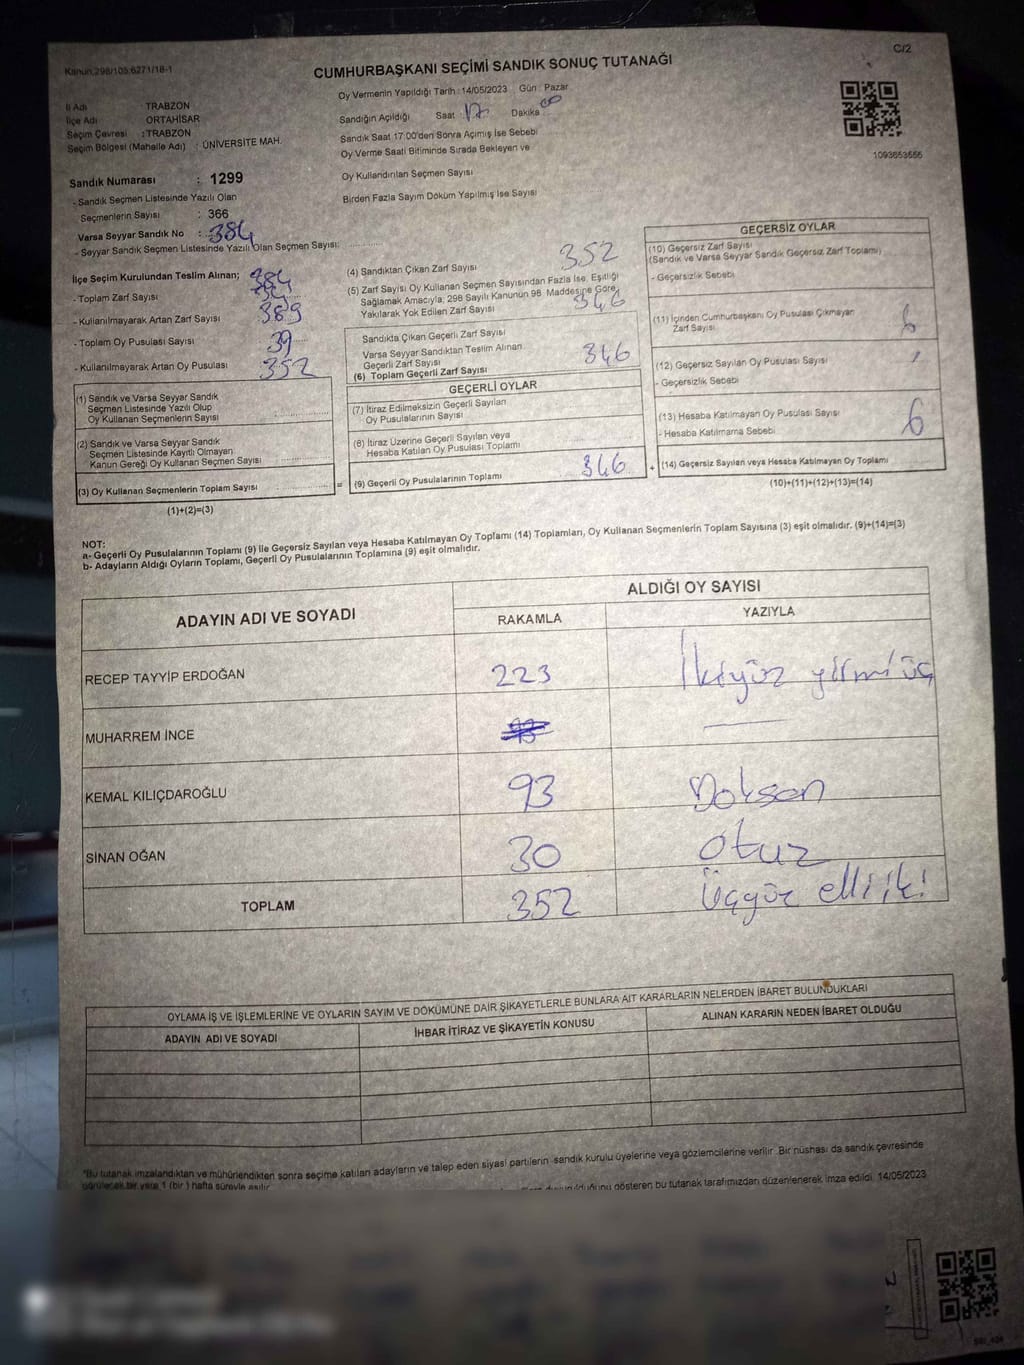 Kanun:298/105;6271/18-1
C/2
CUMHURBAŞKANI SEÇİMİ SANDIK SONUÇ TUTANAĞI
İl Adı TRABZON
İlçe Adı ORTAHİSAR
Seçim Çevresi :TRABZON
Seçim Bölgesi (Mahalle Adı) : ÜNİVERSİTE MAH.
Oy Vermenin Yapıldığı Tarih :14/05/2023 Gün : Pazar
Sandığın Açıldığı Saat 17 Dakika 00
Sandık Saat 17:00'den Sonra Açımış İse Sebebi
Oy Verme Saati Bitiminde Sırada Bekleyen ve
Oy Kullandırılan Seçmen Sayısı
Birden Fazla Sayım Döküm Yapılmış İse Sayısı
1093653556
Sandık Numarası : 1299
- Sandık Seçmen Listesinde Yazılı Olan
Seçmenlerin Sayısı : 366
Varsa Seyyar Sandık No : 384
- Seyyar Sandık Seçmen Listesinde Yazılı Olan Seçmen Sayısı:
İlçe Seçim Kurulundan Teslim Alınan; 384
- Toplam Zarf Sayısı
- Kullanılmayarak Artan Zarf Sayısı 389
- Toplam Oy Pusulası Sayısı 39
- Kullanılmayarak Artan Oy Pusulası 352
(1) Sandık ve Varsa Seyyar Sandık
Seçmen Listesinde Yazılı Olup
Oy Kullanan Seçmenlerin Sayısı
(2) Sandık ve Varsa Seyyar Sandık
Seçmen Listesinde Kayıtlı Olmayan
Kanun Gereği Oy Kullanan Seçmen Sayısı
(3) Oy Kullanan Seçmenlerin Toplam Sayısı
(1)+(2)=(3)
(4) Sandıktan Çıkan Zarf Sayısı 352
(5) Zarf Sayısı Oy Kullanan Seçmen Sayısından Fazla İse, Eşitliği
Sağlamak Amacıyla; 298 Sayılı Kanunun 98. Maddesine Göre
Yakılarak Yok Edilen Zarf Sayısı 346
Sandıkta Çıkan Geçerli Zarf Sayısı
Varsa Seyyar Sandıktan Teslim Alınan
Geçerli Zarf Sayısı 346
(6) Toplam Geçerli Zarf Sayısı
GEÇERLİ OYLAR
(7) İtiraz Edilmeksizin Geçerli Sayılan
Oy Pusulalarının Sayısı
(8) İtiraz Üzerine Geçerli Sayılan veya
Hesaba Katılan Oy Pusulası Toplamı
=
(9) Geçerli Oy Pusulalarının Toplamı 346
+
GEÇERSİZ OYLAR
(10) Geçersiz Zarf Sayısı
(Sandık ve Varsa Seyyar Sandık Geçersiz Zarf Toplamı)
- Geçersizlik Sebebi
(11) İçinden Cumhurbaşkanı Oy Pusulası Çıkmayan
Zarf Sayısı 6
(12) Geçersiz Sayılan Oy Pusulası Sayısı
- Geçersizlik Sebebi
(13) Hesaba Katılmayan Oy Pusulası Sayısı 6
- Hesaba Katılmama Sebebi
(14) Geçersiz Sayılan veya Hesaba Katılmayan Oy Toplamı
(10)+(11)+(12)+(13)=(14)
NOT:
a- Geçerli Oy Pusulalarının Toplamı (9) ile Geçersiz Sayılan veya Hesaba Katılmayan Oy Toplamı (14) Toplamları, Oy Kullanan Seçmenlerin Toplam Sayısına (3) eşit olmalıdır. (9)+(14)=(3)
b- Adayların Aldığı Oyların Toplamı, Geçerli Oy Pusulalarının Toplamına (9) eşit olmalıdır.
ADAYIN ADI VE SOYADI
ALDIĞI OY SAYISI
RAKAMLA YAZIYLA
RECEP TAYYİP ERDOĞAN 223 İkiyüz yirmi üç
MUHARREM İNCE
KEMAL KILIÇDAROĞLU 93 Doksan
SİNAN OĞAN 30 Otuz
TOPLAM 352 Üçyüz elli iki
OYLAMA İŞ VE İŞLEMLERİNE VE OYLARIN SAYIM VE DÖKÜMÜNE DAİR ŞİKAYETLERLE BUNLARA AİT KARARLARIN NELERDEN İBARET BULUNDUKLARI
ADAYIN ADI VE SOYADI İHBAR İTİRAZ VE ŞİKAYETİN KONUSU ALINAN KARARIN NEDEN İBARET OLDUĞU
*Bu tutanak imzalandıktan ve mühürlendikten sonra seçime katılan adayların ve talep eden siyasi partilerin sandık kurulu üyelerine veya gözlemcilerine verilir. Bir nüshası da sandık çevresinde
görülecek bir yere 1 (bir) hafta süreyle asılır. olduğunu gösteren bu tutanak tarafımızdan düzenlenerek imza edildi. 14/05/2023